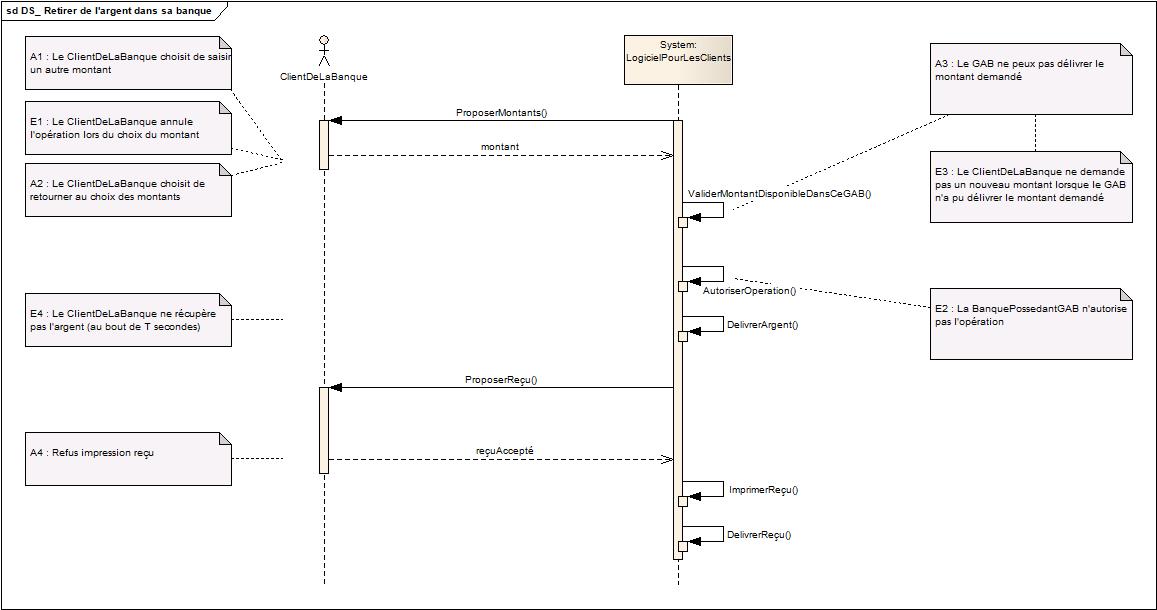 sd DS_ Retirer de l'argent dans sa banque
A1 : Le ClientDeLaBanque choisit de saisir
un autre montant
E1 : Le ClientDeLaBanque annule
l'opération lors du choix du montant
A2 : Le ClientDeLaBanque choisit de
retourner au choix des montants
E4 : Le ClientDeLaBanque ne récupère
pas l'argent (au bout de T secondes)
A4 : Refus impression reçu
ClientDeLaBanque
System:
LogicielPourLesClients
ProposerMontants()
montant
ValiderMontantDisponibleDansCeGAB()
AutoriserOperation()
DelivrerArgent()
ProposerReçu()
reçuAccepté
ImprimerReçu()
DelivrerReçu()
A3 : Le GAB ne peux pas délivrer le
montant demandé
E3 : Le ClientDeLaBanque ne demande
pas un nouveau montant lorsque le GAB
n'a pu délivrer le montant demandé
E2 : La BanquePossedantGAB n'autorise
pas l'opération